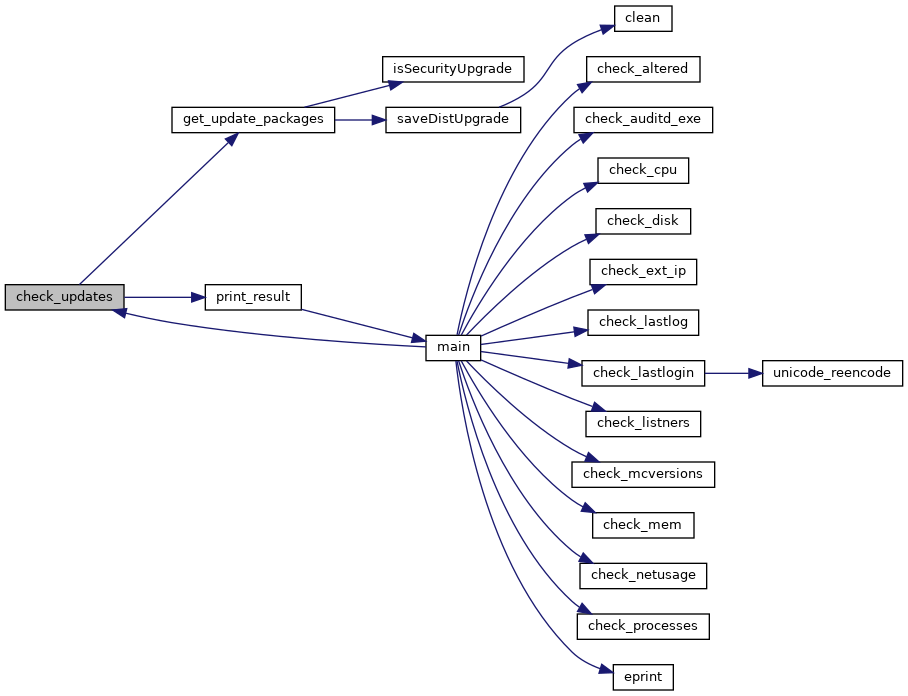 clean
isSecurityUpgrade
check_altered
get_update_packages
saveDistUpgrade
check_auditd_exe
check_cpu
check_disk
check_ext_ip
check_updates
print_result
check_lastlog
main
check_lastlogin
unicode_reencode
check_listners
check_mcversions
check_mem
check_netusage
check_processes
eprint